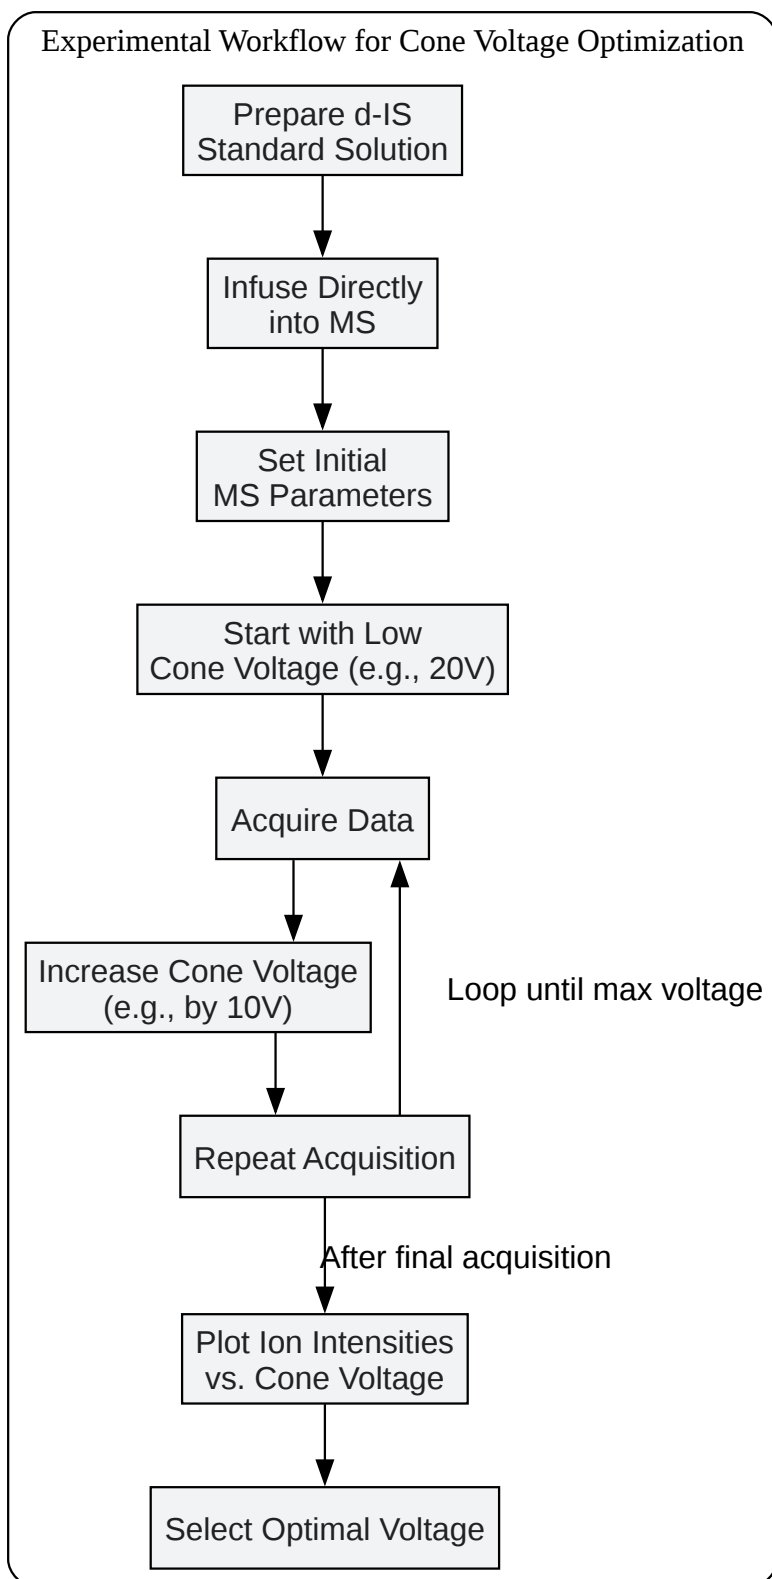 Experimental Workflow for Cone Voltage Optimization
Prepare d-IS
Standard Solution
Infuse Directly
into MS
Set Initial
MS Parameters
Start with Low
Cone Voltage (e.g., 20V)
Acquire Data
Increase Cone Voltage
(e.g., by 10V)
Loop until max voltage
Repeat Acquisition
After final acquisition
Plot Ion Intensities
vs. Cone Voltage
Select Optimal Voltage